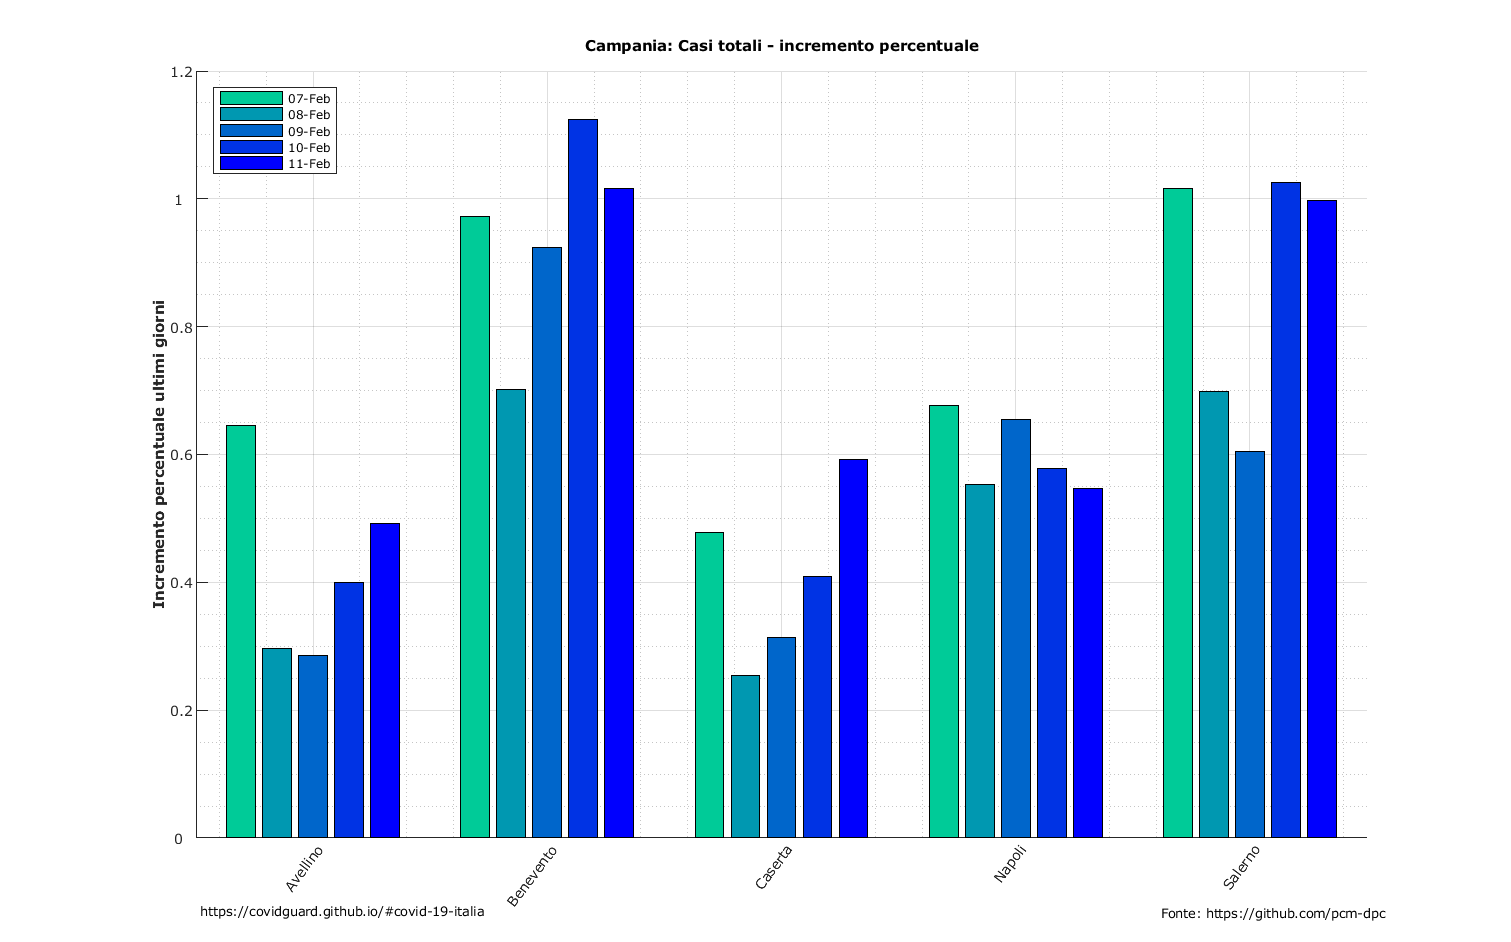 Campania: Casi totali - incremento percentuale
Incremento percentuale ultimi giorni
1.2
1
0.8
0.6
0.4
0.2
0
07-Feb
08-Feb
09-Feb
10-Feb
11-Feb
Avellino
Benevento
Caserta
Napoli
Salerno
https://covidguard.github.io/#covid-19-italia
Fonte: https://github.com/pcm-dpc